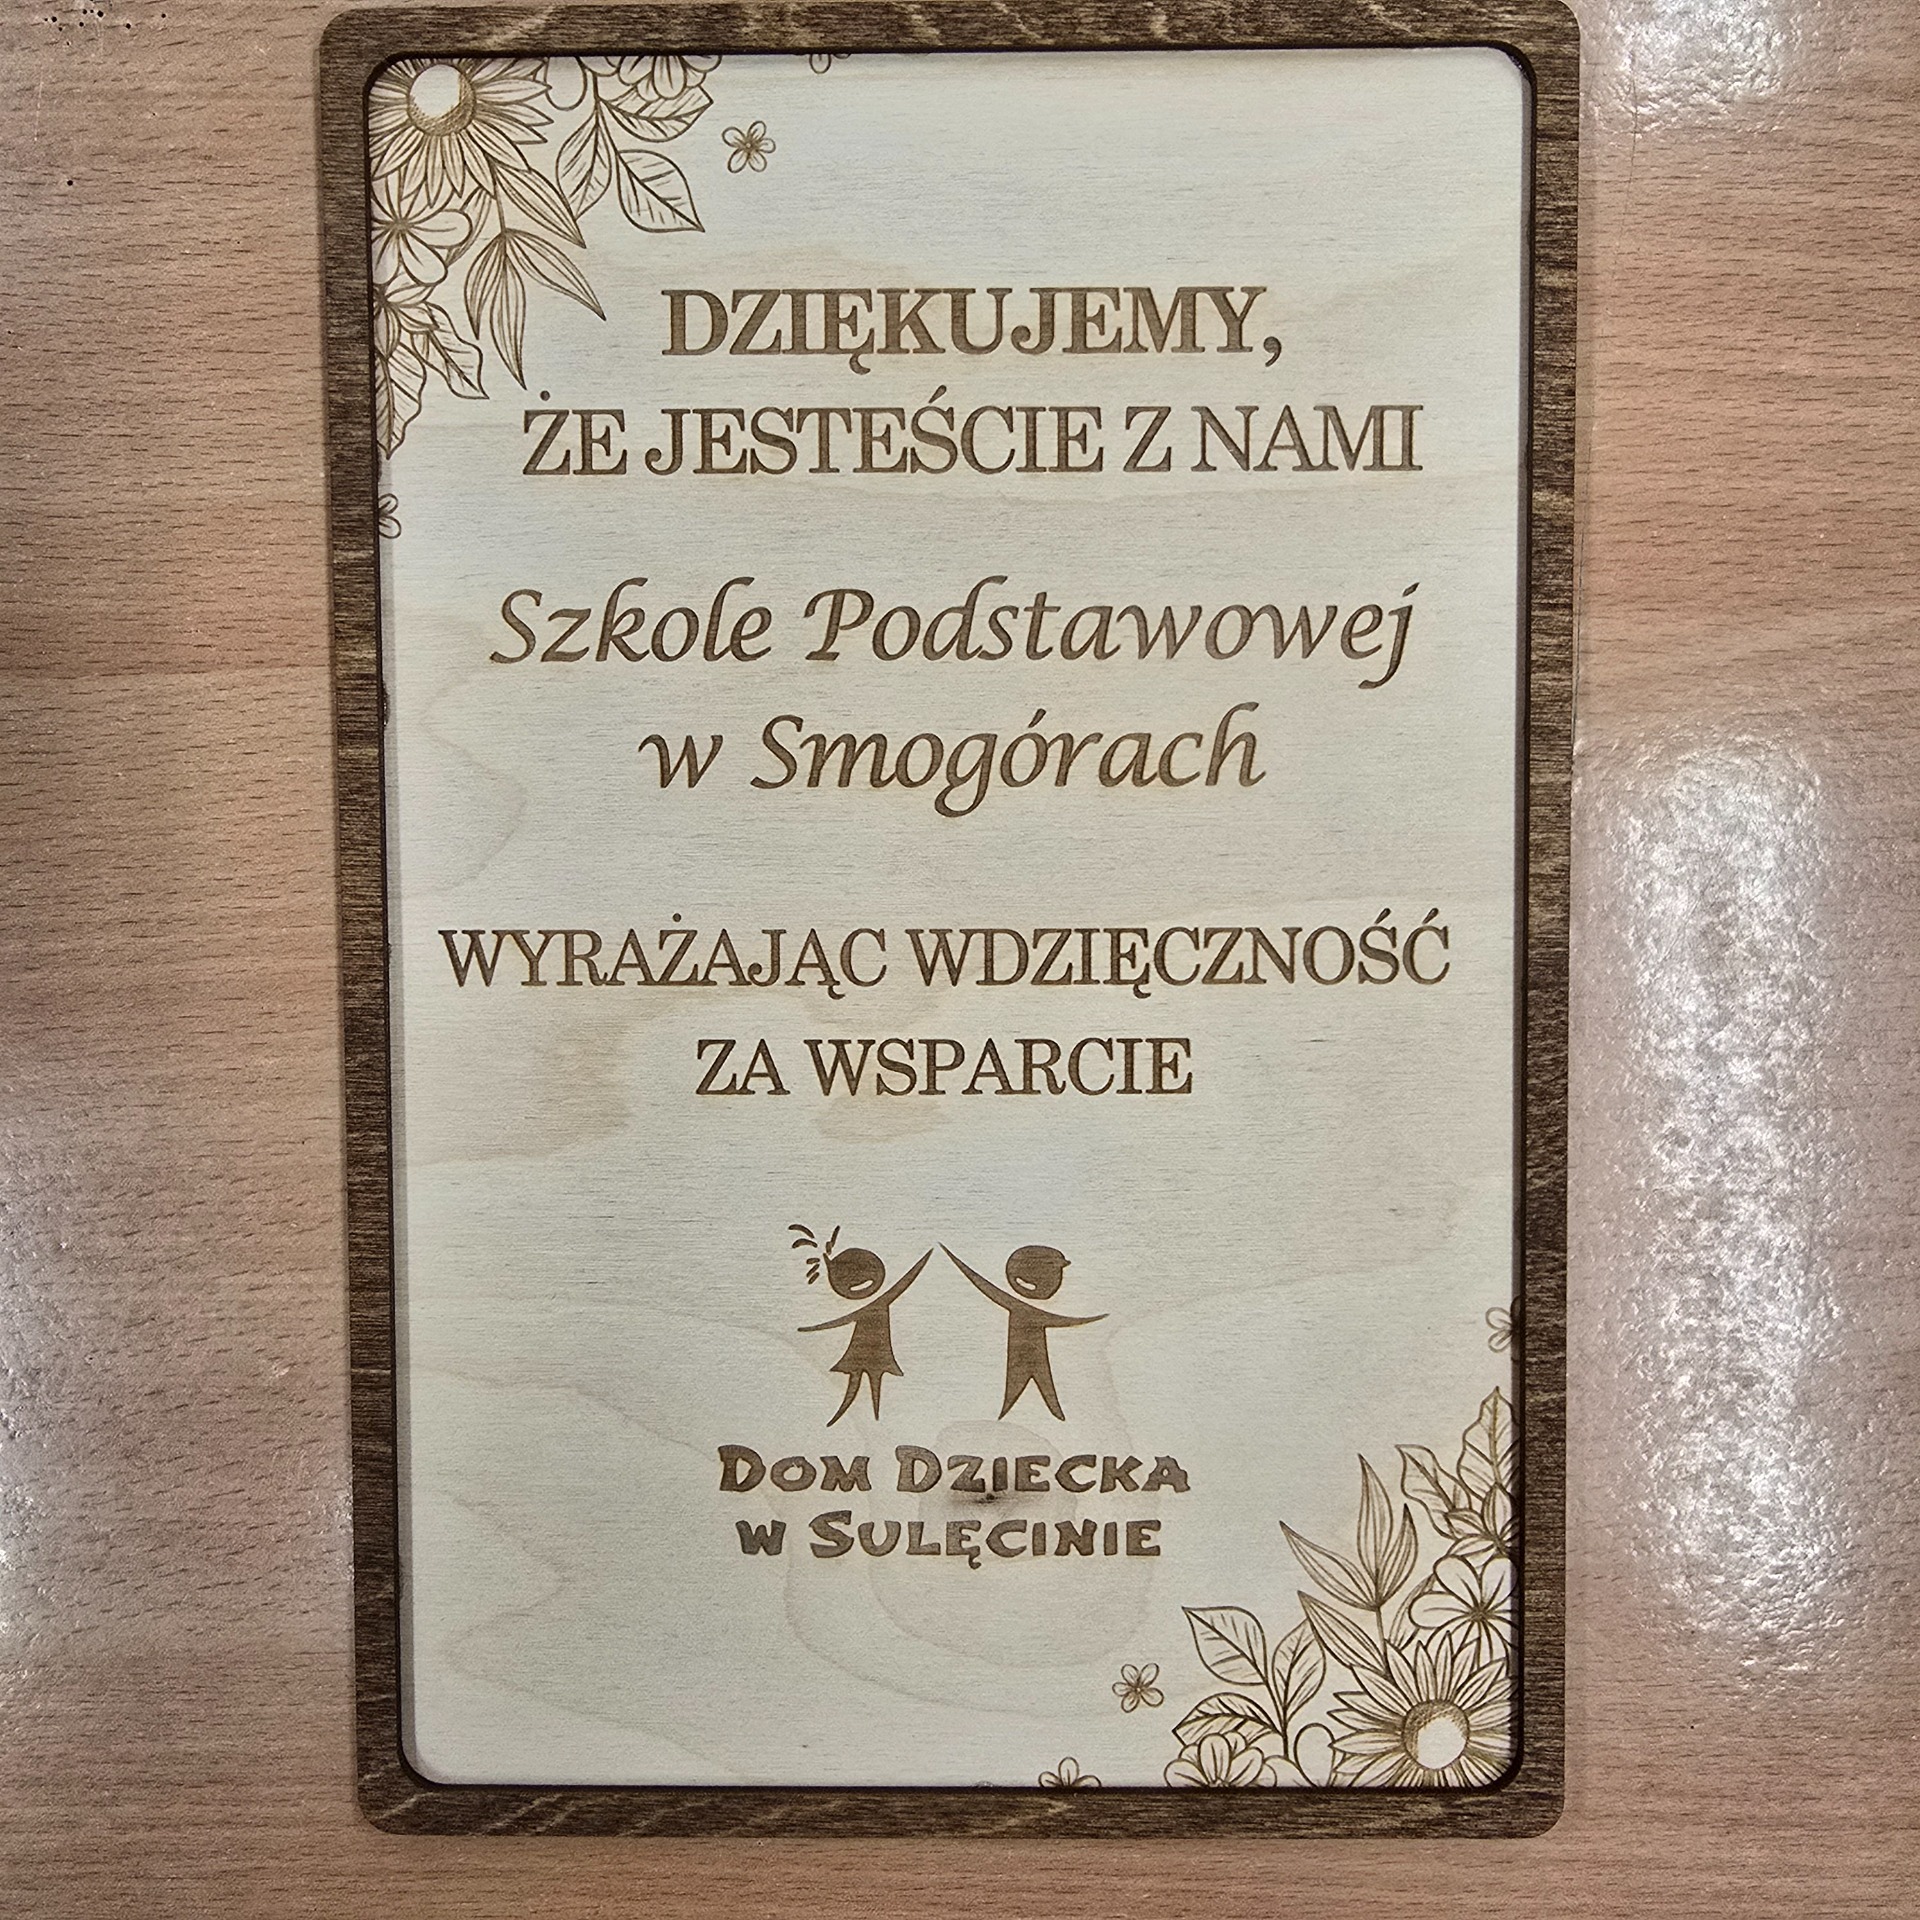 DZIĘKUJEMY,
ŻE JESTEŚCIE Z NAMI
Szkole Podstawowej
w Smogórach
WYRAŻAJĄC WDZIĘCZNOŚĆ
ZA WSPARCIE
DOM DZIECKA
W SULĘCINIE